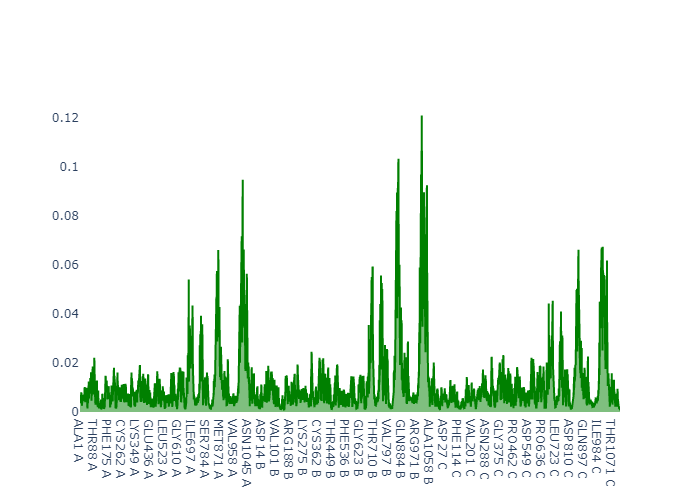 0.12
0.1
0.08
0.06
0.04
0.02
0
ALA1 A
THR88 A
PHE175 A
CYS262 A
LYS349 A
GLU436 A
LEU523 A
GLY610 A
ILE697 A
SER784 A
MET871 A
VAL958 A
ASN1045 A
ASP14 B
VAL101 B
ARG188 B
LYS275 B
CYS362 B
THR449 B
PHE536 B
GLY623 B
THR710 B
VAL797 B
GLN884 B
ARG971 B
ALA1058 B
ASP27 C
PHE114 C
VAL201 C
ASN288 C
GLY375 C
PRO462 C
ASP549 C
PRO636 C
LEU723 C
ASP810 C
GLN897 C
ILE984 C
THR1071 C